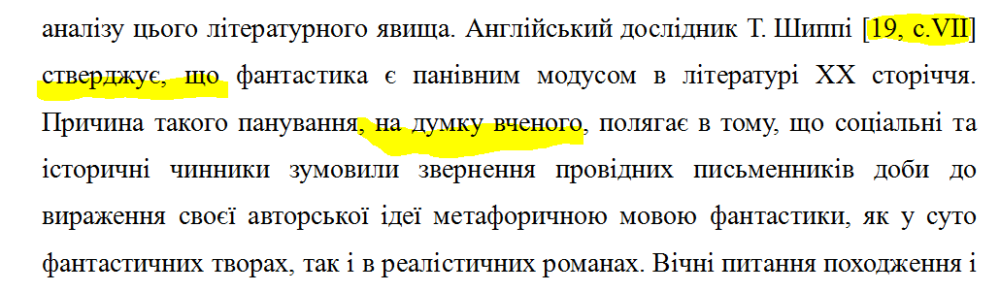 аналізу цього літературного явища. Англійський дослідник Т. Шиппі [19, с.VII]
стверджує, що фантастика є панівним модусом в літературі XX сторіччя.
Причина такого панування, на думку вченого, полягає в тому, що соціальні та
історичні чинники зумовили звернення провідних письменників доби до
вираження своєї авторської ідеї метафоричною мовою фантастики, як у суто
фантастичних творах, так і в реалістичних романах. Вічні питання походження і